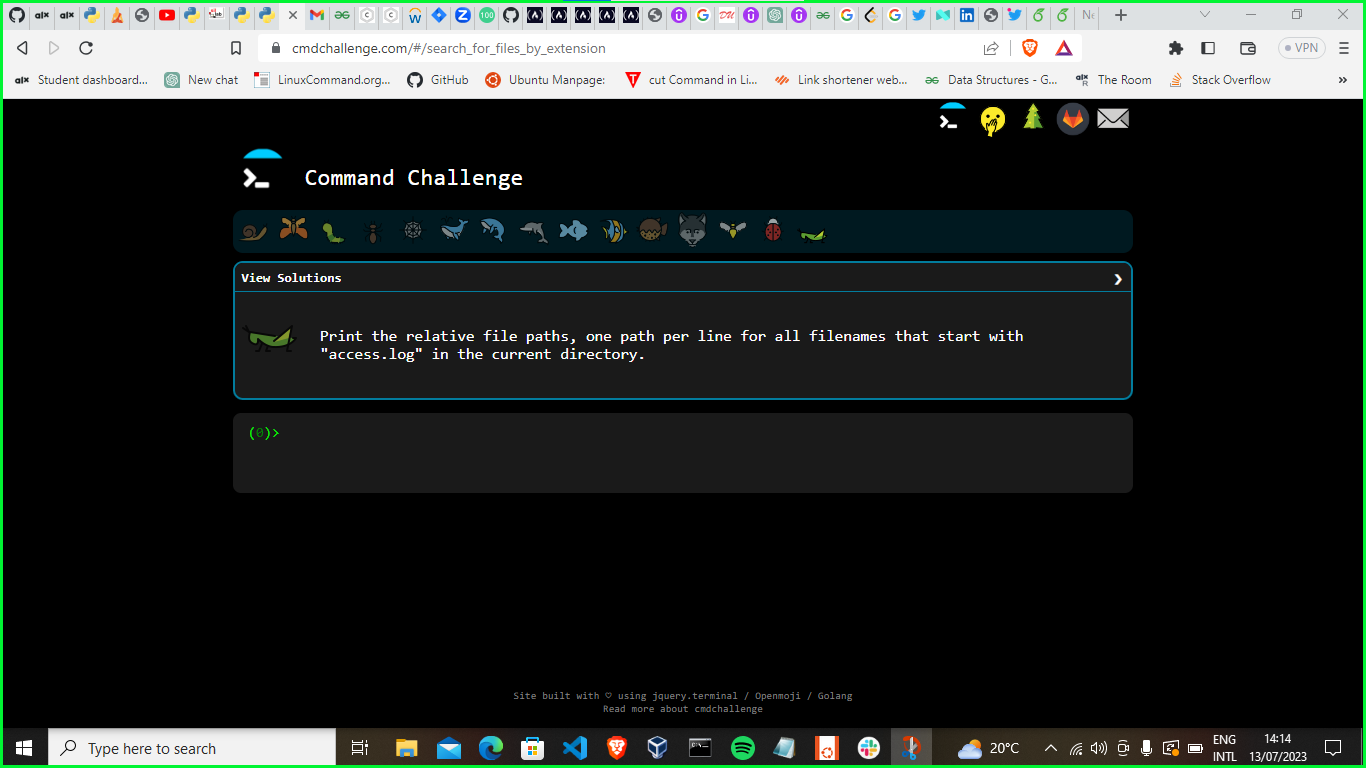 cmdchallenge.com/#/search_for_files_by_extension
VPN
Student dashboard...
New chat
LinuxCommand.org...
GitHub
Ubuntu Manpage:
cut Command in Li...
Link shortener web...
Data Structures - G...
The Room
Stack Overflow
»
>_ Command Challenge
View Solutions
Print the relative file paths, one path per line for all filenames that start with
"access.log" in the current directory.
(0)>
Site built with ♡ using jquery.terminal / Openmoji / Golang
Read more about cmdchallenge
Type here to search
20°C
ENG
INTL
14:14
13/07/2023